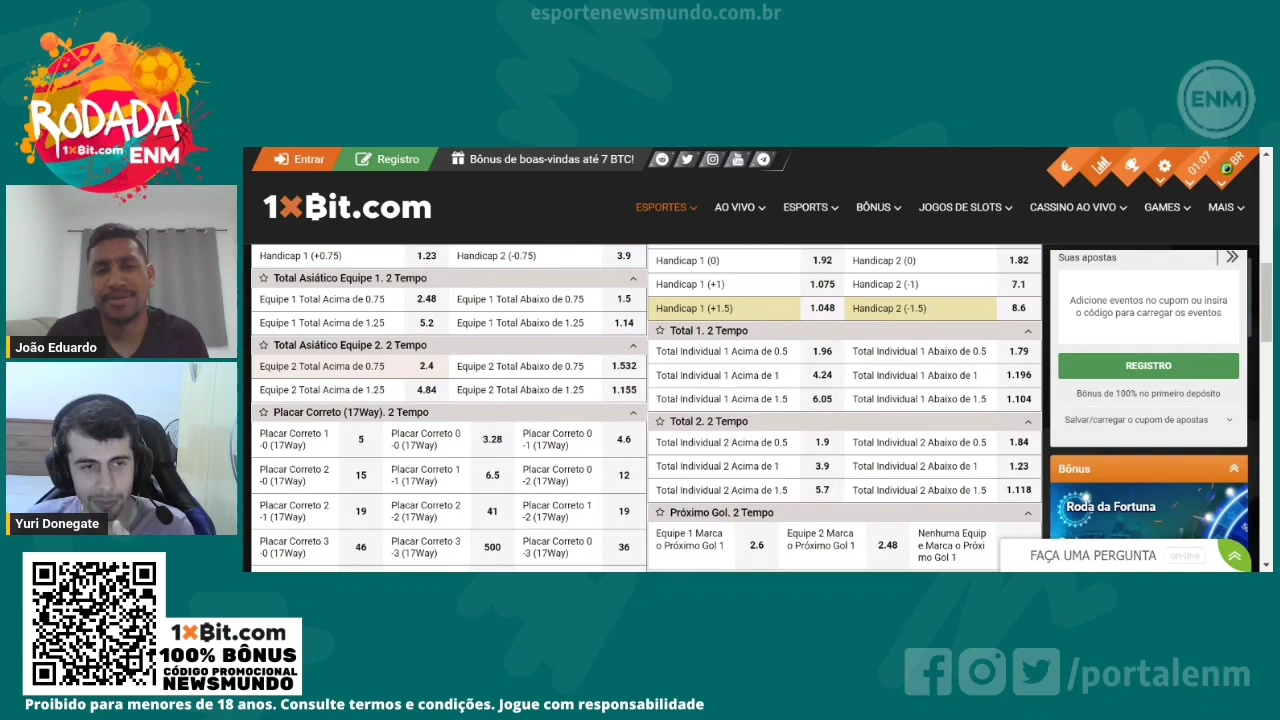 esportenewsmundo.com.br
RODADA
1xBit.com
ENM
ENM
João Eduardo
Yuri Donegate
Entrar
Registro
Bônus de boas-vindas até 7 BTC!
01:07
BR
1xBit.com
ESPORTES
AO VIVO
ESPORTS
BÔNUS
JOGOS DE SLOTS
CASSINO AO VIVO
GAMES
MAIS
Handicap 1 (+0.75) 1.23 Handicap 2 (-0.75) 3.9
Total Asiático Equipe 1. 2 Tempo
Equipe 1 Total Acima de 0.75 2.48 Equipe 1 Total Abaixo de 0.75 1.5
Equipe 1 Total Acima de 1.25 5.2 Equipe 1 Total Abaixo de 1.25 1.14
Total Asiático Equipe 2. 2 Tempo
Equipe 2 Total Acima de 0.75 2.4 Equipe 2 Total Abaixo de 0.75 1.532
Equipe 2 Total Acima de 1.25 4.84 Equipe 2 Total Abaixo de 1.25 1.155
Placar Correto (17Way). 2 Tempo
Placar Correto 1 Placar Correto 0 Placar Correto 0
-0 (17Way) 5 -0 (17Way) 3.28 -1 (17Way) 4.6
Placar Correto 2 Placar Correto 1 Placar Correto 0
-0 (17Way) 15 -1 (17Way) 6.5 -2 (17Way) 12
Placar Correto 2 Placar Correto 2 Placar Correto 1
-1 (17Way) 19 -2 (17Way) 41 -2 (17Way) 19
Placar Correto 3 Placar Correto 3 Placar Correto 0
-0 (17Way) 46 -3 (17Way) 500 -3 (17Way) 36
Handicap 1 (0) 1.92 Handicap 2 (0) 1.82
Handicap 1 (+1) 1.075 Handicap 2 (-1) 7.1
Handicap 1 (+1.5) 1.048 Handicap 2 (-1.5) 8.6
Total 1. 2 Tempo
Total Individual 1 Acima de 0.5 1.96 Total Individual 1 Abaixo de 0.5 1.79
Total Individual 1 Acima de 1 4.24 Total Individual 1 Abaixo de 1 1.196
Total Individual 1 Acima de 1.5 6.05 Total Individual 1 Abaixo de 1.5 1.104
Total 2. 2 Tempo
Total Individual 2 Acima de 0.5 1.9 Total Individual 2 Abaixo de 0.5 1.84
Total Individual 2 Acima de 1 3.9 Total Individual 2 Abaixo de 1 1.23
Total Individual 2 Acima de 1.5 5.7 Total Individual 2 Abaixo de 1.5 1.118
Próximo Gol. 2 Tempo
Equipe 1 Marca Equipe 2 Marca Nenhuma Equip
o Próximo Gol 1 2.6 o Próximo Gol 1 2.48 e Marca o Próxi
mo Gol 1
Suas apostas
Adicione eventos no cupom ou insira
o código para carregar os eventos
REGISTRO
Bônus de 100% no primeiro depósito
Salvar/carregar o cupom de apostas
Bônus
Roda da Fortuna
FAÇA UMA PERGUNTA on-line
1xBit.com
100% BÔNUS
CÓDIGO PROMOCIONAL
NEWSMUNDO
/portalenm
Proibido para menores de 18 anos. Consulte termos e condições. Jogue com responsabilidade